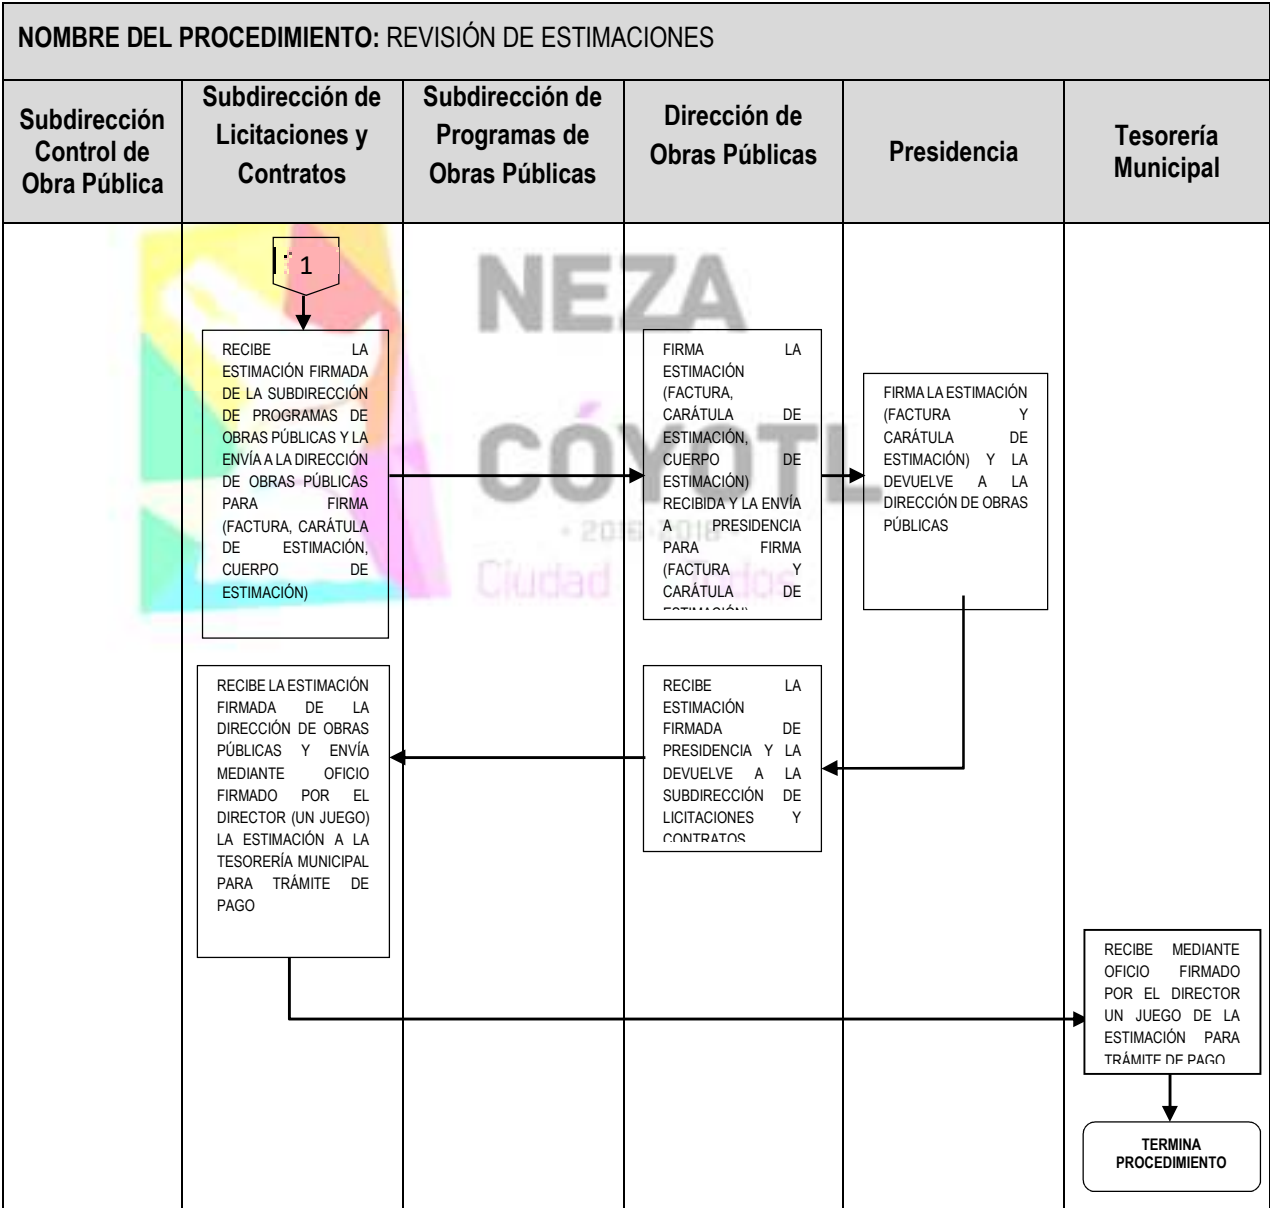 NOMBRE DEL PROCEDIMIENTO: REVISIÓN DE ESTIMACIONES
Subdirección
Control de
Obra Pública
Subdirección de
Licitaciones y
Contratos
Subdirección de
Programas de
Obras Públicas
Dirección de
Obras Públicas
Presidencia
Tesorería
Municipal
1
NEZA
CÓYOTL
RECIBE LA
ESTIMACIÓN FIRMADA
DE LA SUBDIRECCIÓN
DE PROGRAMAS DE
OBRAS PÚBLICAS Y LA
ENVÍA A LA DIRECCIÓN
DE OBRAS PÚBLICAS
PARA FIRMA
(FACTURA, CARÁTULA
DE ESTIMACIÓN,
CUERPO DE
ESTIMACIÓN)
FIRMA LA
ESTIMACIÓN
(FACTURA,
CARÁTULA DE
ESTIMACIÓN,
CUERPO DE
ESTIMACIÓN)
RECIBIDA Y LA ENVÍA
A PRESIDENCIA
PARA FIRMA
(FACTURA Y
CARÁTULA DE
ESTIMACIÓN)
FIRMA LA ESTIMACIÓN
(FACTURA Y
CARÁTULA DE
ESTIMACIÓN) Y LA
DEVUELVE A LA
DIRECCIÓN DE OBRAS
PÚBLICAS
2016-2018
Ciudad
RECIBE LA ESTIMACIÓN
FIRMADA DE LA
DIRECCIÓN DE OBRAS
PÚBLICAS Y ENVÍA
MEDIANTE OFICIO
FIRMADO POR EL
DIRECTOR (UN JUEGO)
LA ESTIMACIÓN A LA
TESORERÍA MUNICIPAL
PARA TRÁMITE DE
PAGO
RECIBE LA
ESTIMACIÓN
FIRMADA DE
PRESIDENCIA Y LA
DEVUELVE A LA
SUBDIRECCIÓN DE
LICITACIONES Y
CONTRATOS
RECIBE MEDIANTE
OFICIO FIRMADO
POR EL DIRECTOR
UN JUEGO DE LA
ESTIMACIÓN PARA
TRÁMITE DE PAGO
TERMINA
PROCEDIMIENTO